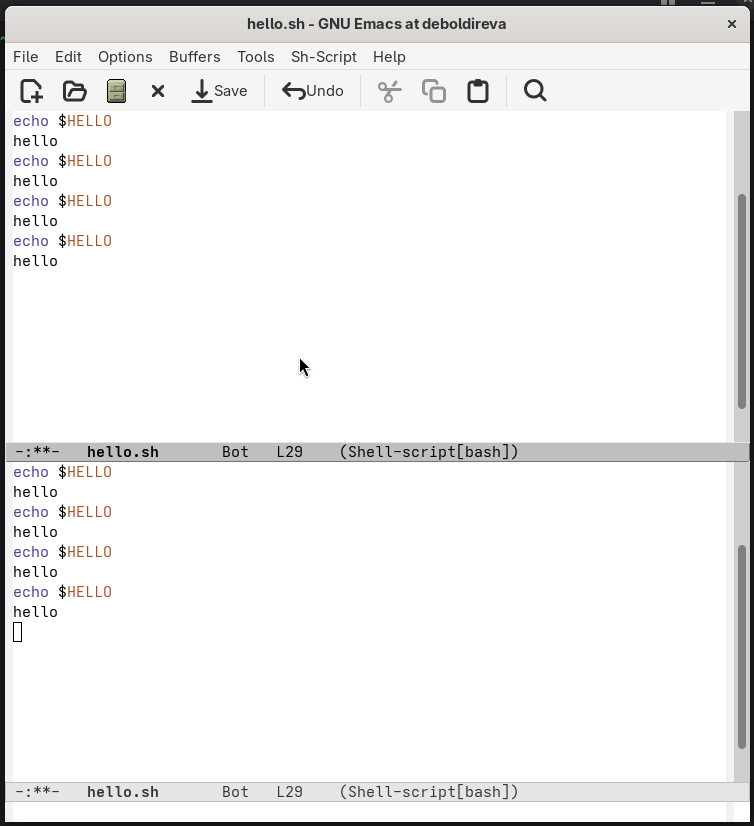 hello.sh - GNU Emacs at deboldireva
File Edit Options Buffers Tools Sh-Script Help
Save Undo
echo $HELLO
hello
echo $HELLO
hello
echo $HELLO
hello
echo $HELLO
hello
-:**- hello.sh Bot L29 (Shell-script[bash])
echo $HELLO
hello
echo $HELLO
hello
echo $HELLO
hello
echo $HELLO
hello
-:**- hello.sh Bot L29 (Shell-script[bash])